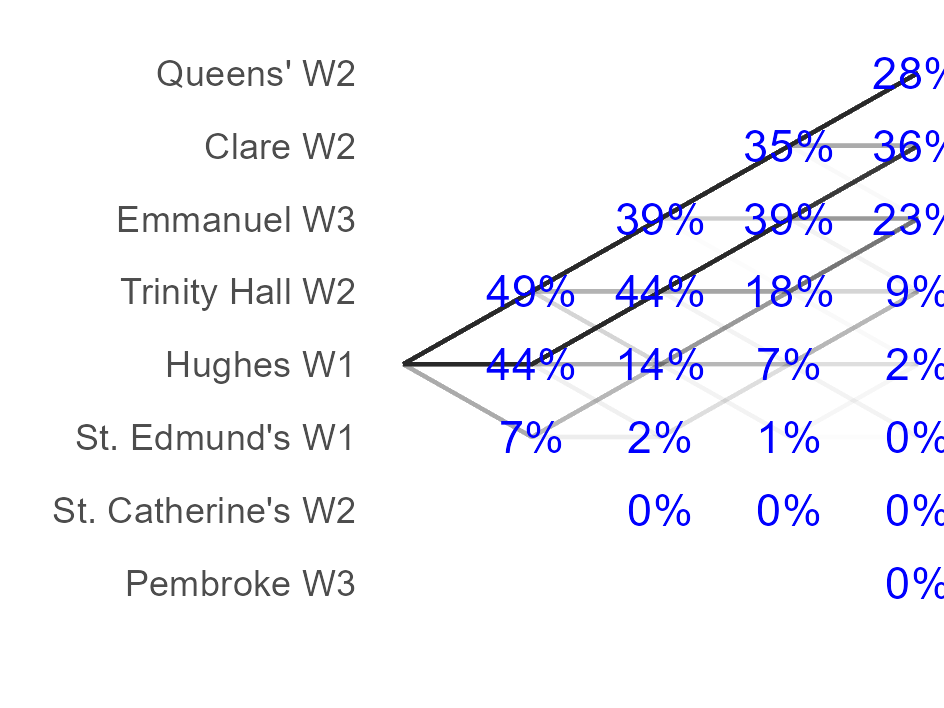 Queens' W2 28%
Clare W2 35% 36%
Emmanuel W3 39% 39% 23%
Trinity Hall W2 49% 44% 18% 9%
Hughes W1 44% 14% 7% 2%
St. Edmund's W1 7% 2% 1% 0%
St. Catherine's W2 0% 0% 0%
Pembroke W3 0%